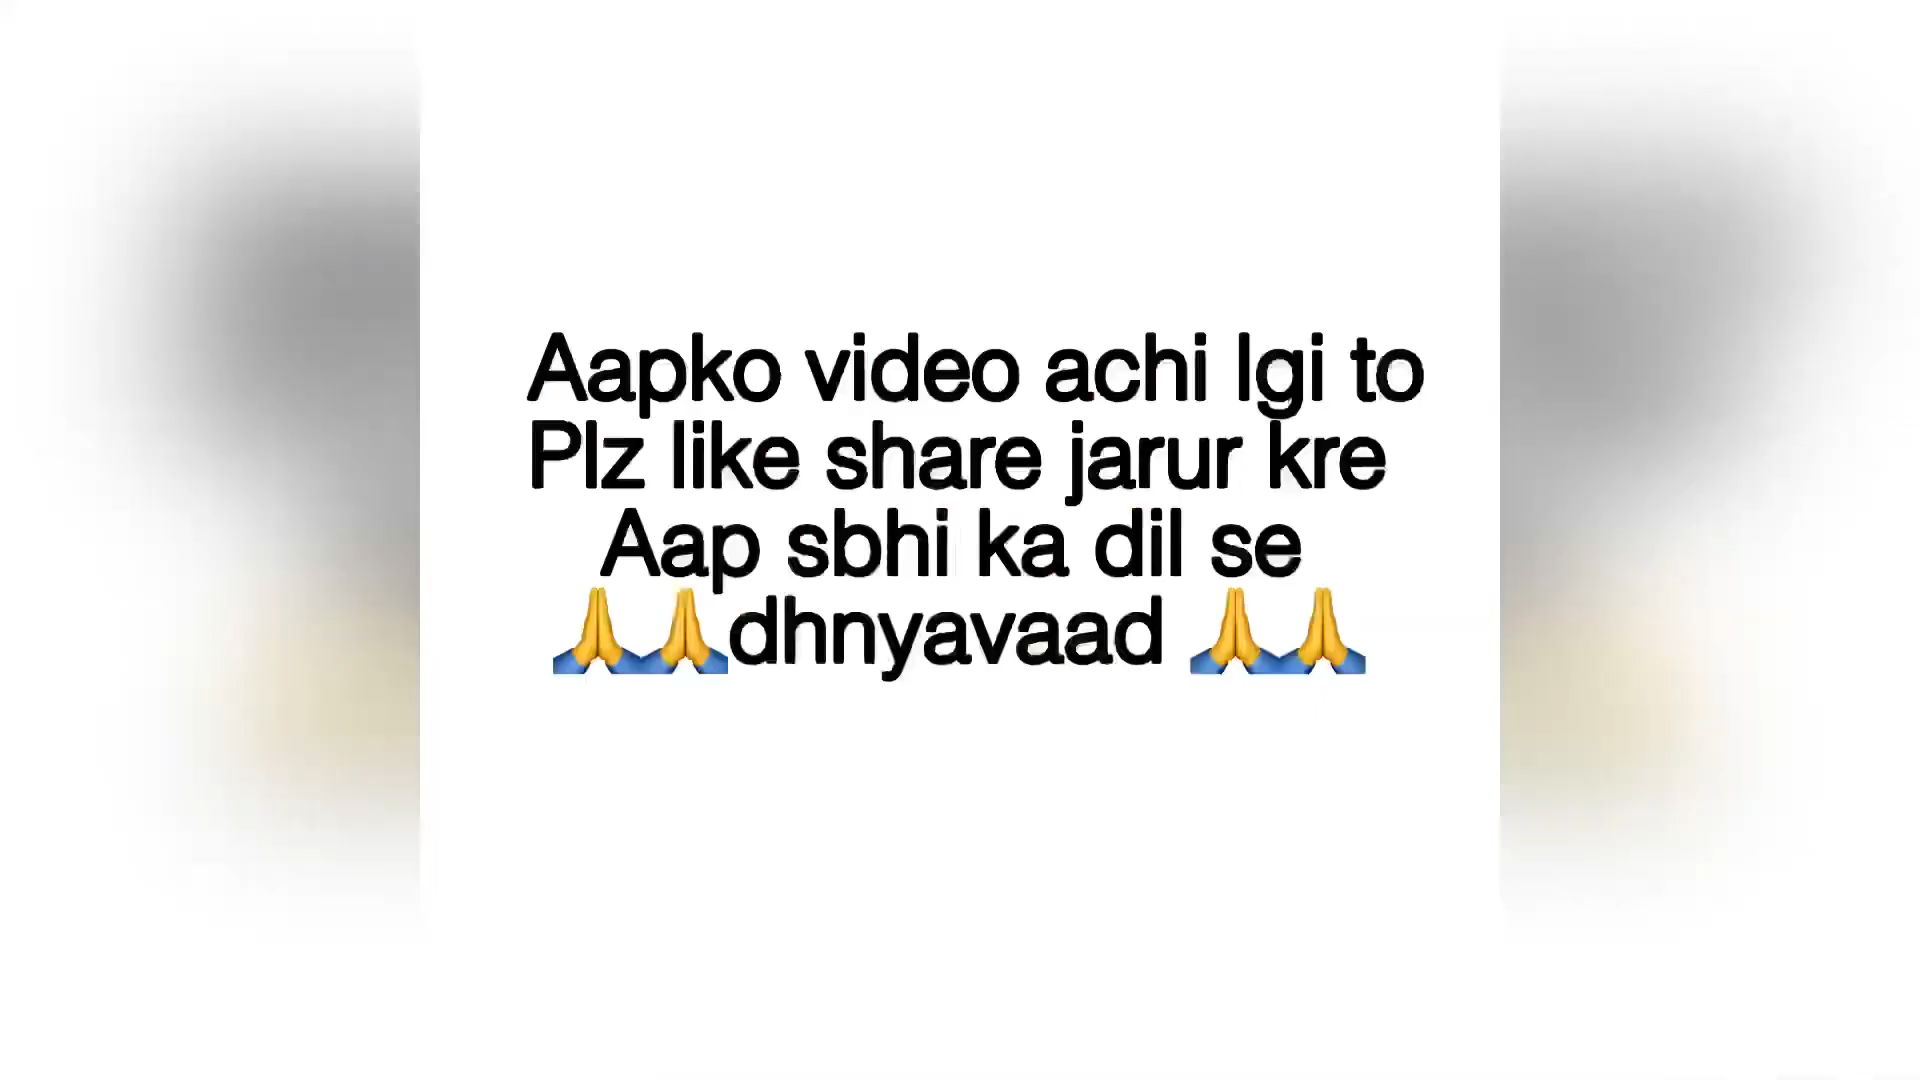 Aapko video achi lgi to
Plz like share jarur kre
Aap sbhi ka dil se
🙏🙏dhnyavaad 🙏🙏